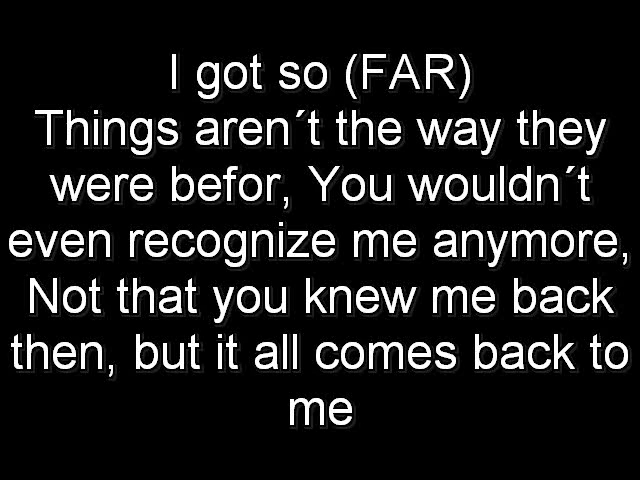 I got so (FAR)
Things aren´t the way they
were befor, You wouldn´t
even recognize me anymore,
Not that you knew me back
then, but it all comes back to
me